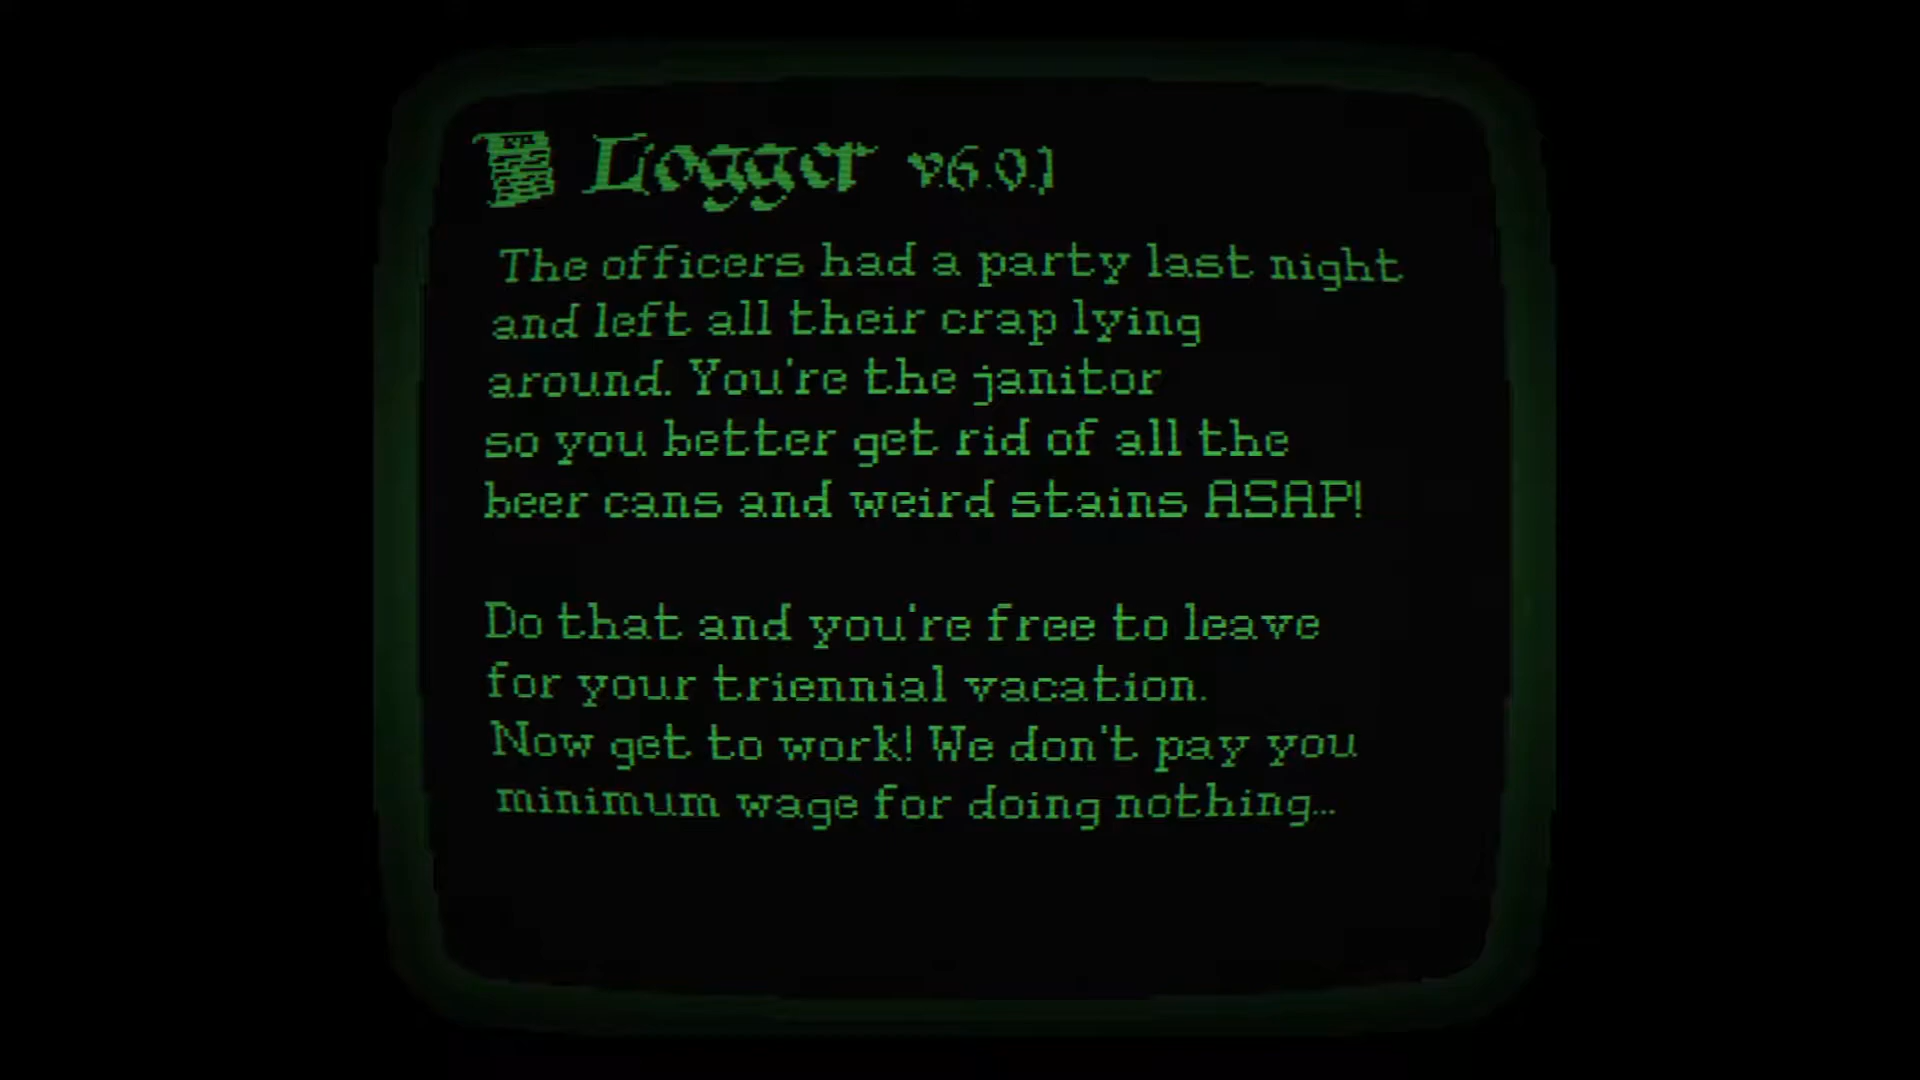 Logger v.6.0.1
The officers had a party last night
and left all their crap lying
around. You're the janitor
so you better get rid of all the
beer cans and weird stains ASAP!
Do that and you're free to leave
for your triennial vacation.
Now get to work! We don't pay you
minimum wage for doing nothing...